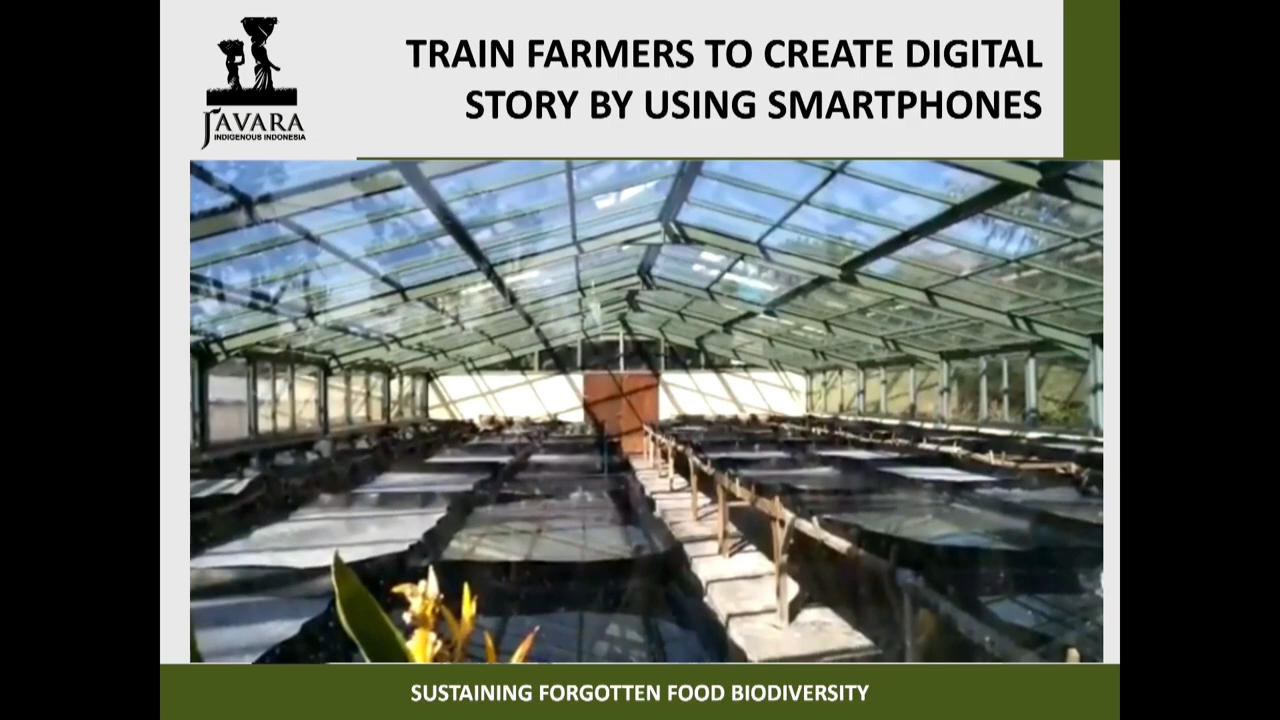 JAVARA
INDIGENOUS INDONESIA
TRAIN FARMERS TO CREATE DIGITAL
STORY BY USING SMARTPHONES
SUSTAINING FORGOTTEN FOOD BIODIVERSITY